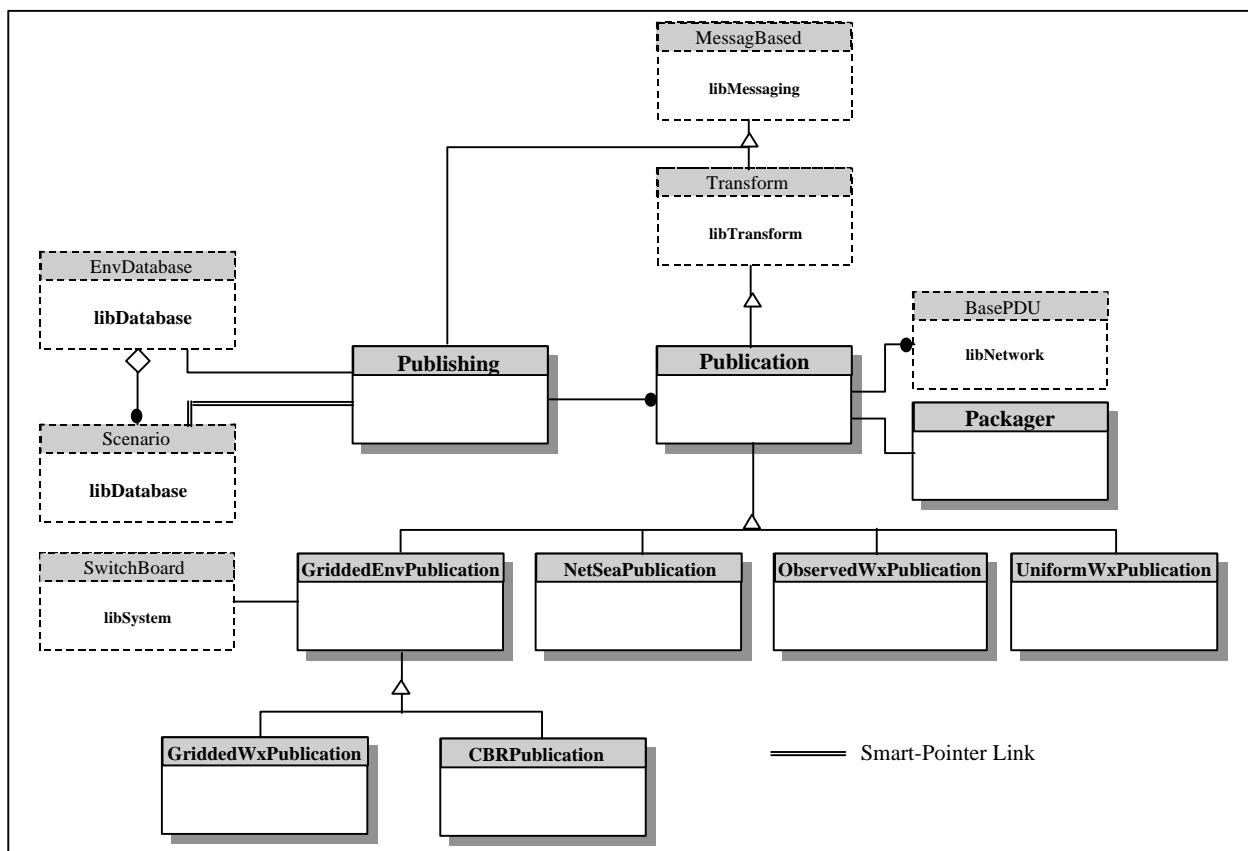 MessagBased
libMessaging
Transform
libTransform
EnvDatabase
libDatabase
BasePDU
libNetwork
Publishing
Publication
Packager
Scenario
libDatabase
SwitchBoard
libSystem
GriddedEnvPublication
NetSeaPublication
ObservedWxPublication
UniformWxPublication
GriddedWxPublication
CBRPublication
Smart-Pointer Link